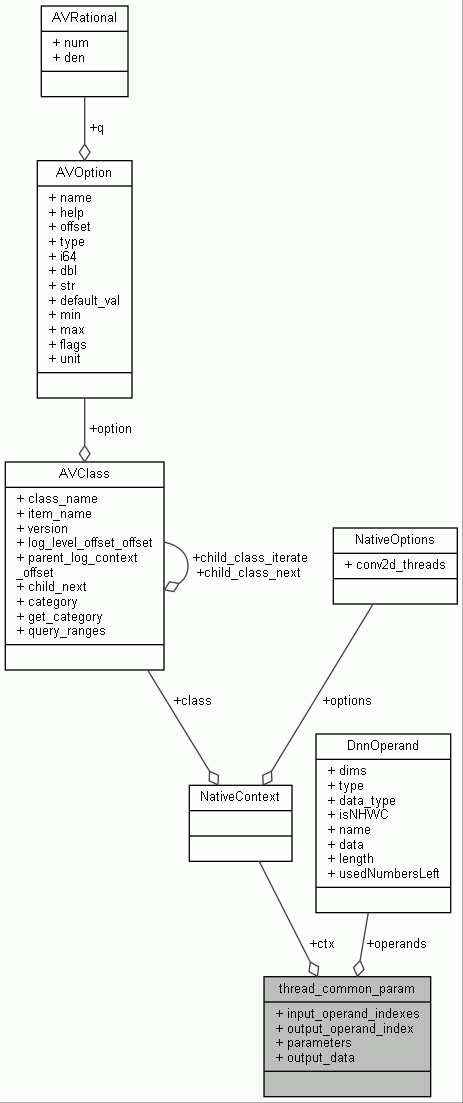 AVRational
+ num
+ den
+q
AVOption
+ name
+ help
+ offset
+ type
+ i64
+ dbl
+ str
+ default_val
+ min
+ max
+ flags
+ unit
+option
AVClass
+ class_name
+ item_name
+ version
+ log_level_offset_offset
+ parent_log_context
_offset
+ child_next
+ category
+ get_category
+ query_ranges
+child_class_iterate
+child_class_next
NativeOptions
+ conv2d_threads
+class
+options
NativeContext
DnnOperand
+ dims
+ type
+ data_type
+ isNHWC
+ name
+ data
+ length
+ usedNumbersLeft
+ctx
+operands
thread_common_param
+ input_operand_indexes
+ output_operand_index
+ parameters
+ output_data